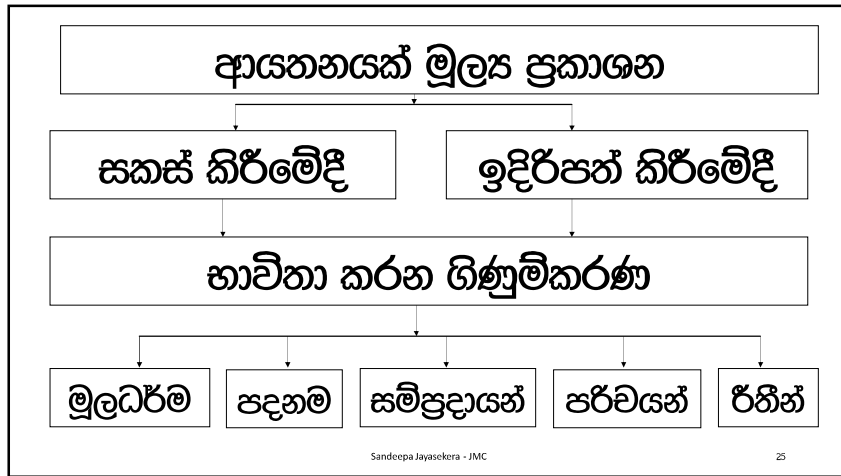 ආයතනයක් මූල්‍ය ප්‍රකාශන
සකස් කිරීමේදී
ඉදිරිපත් කිරීමේදී
භාවිතා කරන ගිණුම්කරණ
මූලධර්ම
පදනම
සම්ප්‍රදායන්
පරිචයන්
රීතීන්
Sandeepa Jayasekera - JMC
25